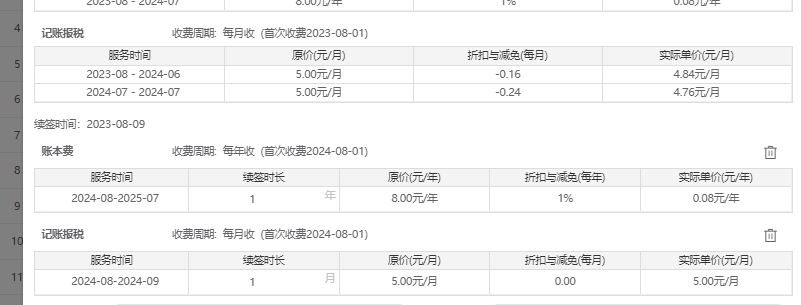 2023-08 - 2024-07 8.00元/年 1% 0.08元/年
4
记账报税 收费周期: 每月收 (首次收费2023-08-01)
服务时间 原价(元/月) 折扣与减免(每月) 实际单价(元/月)
5
2023-08 - 2024-06 5.00元/月 -0.16 4.84元/月
6
2024-07 - 2024-07 5.00元/月 -0.24 4.76元/月
续签时间: 2023-08-09
7
账本费 收费周期: 每年收 (首次收费2024-08-01)
8
服务时间 续签时长 原价(元/年) 折扣与减免(每年) 实际单价(元/年)
2024-08-2025-07 1 年 8.00元/年 1% 0.08元/年
9
记账报税 收费周期: 每月收 (首次收费2024-08-01)
10
服务时间 续签时长 原价(元/月) 折扣与减免(每月) 实际单价(元/月)
11
2024-08-2024-09 1 月 5.00元/月 0.00 5.00元/月